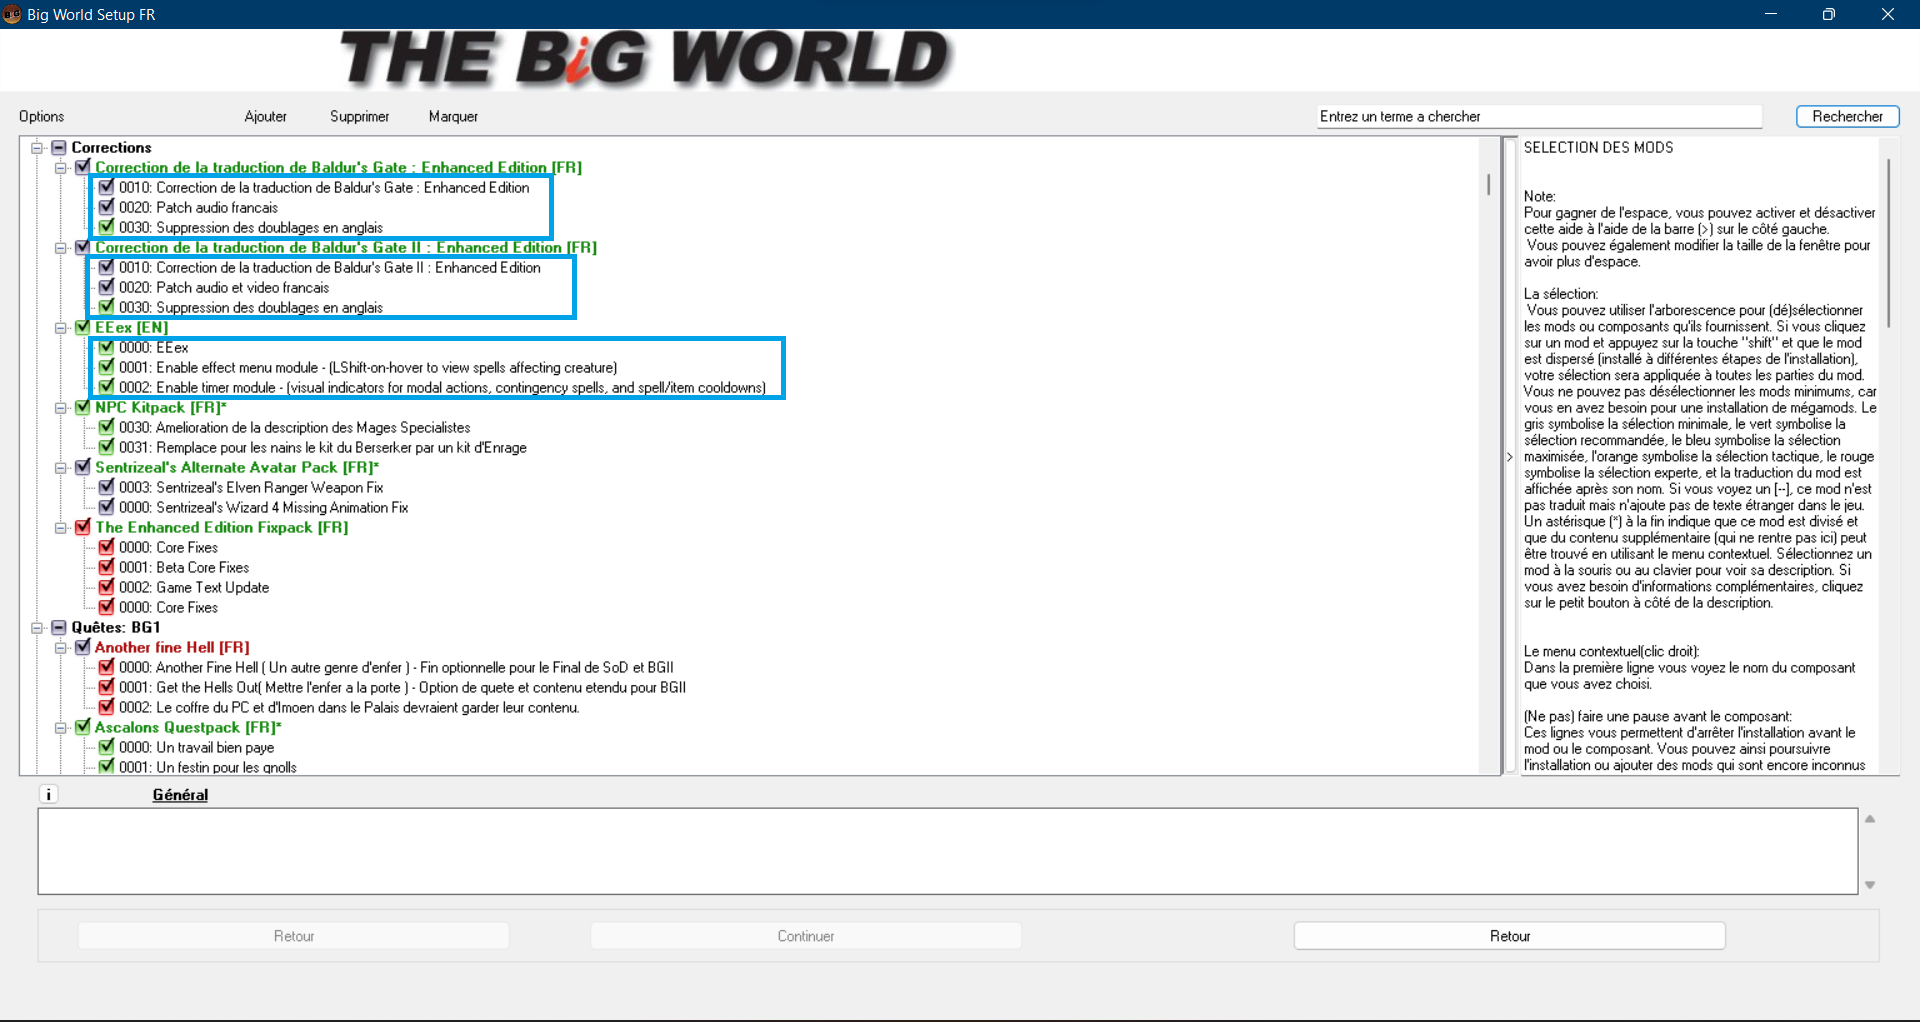 Big World Setup FR
THE BiG WORLD
Options
Ajouter
Supprimer
Marquer
Entrez un terme a chercher
Rechercher
Corrections
Correction de la traduction de Baldur's Gate : Enhanced Edition [FR]
0010: Correction de la traduction de Baldur's Gate : Enhanced Edition
0020: Patch audio francais
0030: Suppression des doublages en anglais
Correction de la traduction de Baldur's Gate II : Enhanced Edition [FR]
0010: Correction de la traduction de Baldur's Gate II : Enhanced Edition
0020: Patch audio et video francais
0030: Suppression des doublages en anglais
EEex [EN]
0000: EEex
0001: Enable effect menu module - (LShift-on-hover to view spells affecting creature)
0002: Enable timer module - (visual indicators for modal actions, contingency spells, and spell/item cooldowns)
NPC Kitpack [FR]*
0030: Amelioration de la description des Mages Specialistes
0031: Remplace pour les nains le kit du Berserker par un kit d'Enrage
Sentrizeal's Alternate Avatar Pack [FR]*
0003: Sentrizeal's Elven Ranger Weapon Fix
0000: Sentrizeal's Wizard 4 Missing Animation Fix
The Enhanced Edition Fixpack [FR]
0000: Core Fixes
0001: Beta Core Fixes
0002: Game Text Update
0000: Core Fixes
Quêtes: BG1
Another fine Hell [FR]
0000: Another Fine Hell ( Un autre genre d'enfer ) - Fin optionnelle pour le Final de SoD et BGII
0001: Get the Hells Out( Mettre l'enfer a la porte ) - Option de quete et contenu etendu pour BGII
0002: Le coffre du PC et d'Imoen dans le Palais devraient garder leur contenu.
Ascalons Questpack [FR]*
0000: Un travail bien paye
0001: Un festin pour les gnolls
SELECTION DES MODS
Note:
Pour gagner de l'espace, vous pouvez activer et désactiver
cette aide à l'aide de la barre (>) sur le côté gauche.
Vous pouvez également modifier la taille de la fenêtre pour
avoir plus d'espace.
La sélection:
Vous pouvez utiliser l'arborescence pour (dé)sélectionner
les mods ou composants qu'ils fournissent. Si vous cliquez
sur un mod et appuyez sur la touche "shift" et que le mod
est dispersé (installé à différentes étapes de l'installation),
votre sélection sera appliquée à toutes les parties du mod.
Vous ne pouvez pas désélectionner les mods minimums, car
vous en avez besoin pour une installation de mégamods. Le
gris symbolise la sélection minimale, le vert symbolise la
sélection recommandée, le bleu symbolise la sélection
maximisée, l'orange symbolise la sélection tactique, le rouge
symbolise la sélection experte, et la traduction du mod est
affichée après son nom. Si vous voyez un [--], ce mod n'est
pas traduit mais n'ajoute pas de texte étranger dans le jeu.
Un astérisque (*) à la fin indique que ce mod est divisé et
que du contenu supplémentaire (qui ne rentre pas ici) peut
être trouvé en utilisant le menu contextuel. Sélectionnez un
mod à la souris ou au clavier pour voir sa description. Si
vous avez besoin d'informations complémentaires, cliquez
sur le petit bouton à côté de la description.
Le menu contextuel(clic droit):
Dans la première ligne vous voyez le nom du composant
que vous avez choisi.
(Ne pas) faire une pause avant le composant:
Ces lignes vous permettent d'arrêter l'installation avant le
mod ou le composant. Vous pouvez ainsi poursuivre
l'installation ou ajouter des mods qui sont encore inconnus
i
Général
Retour
Continuer
Retour